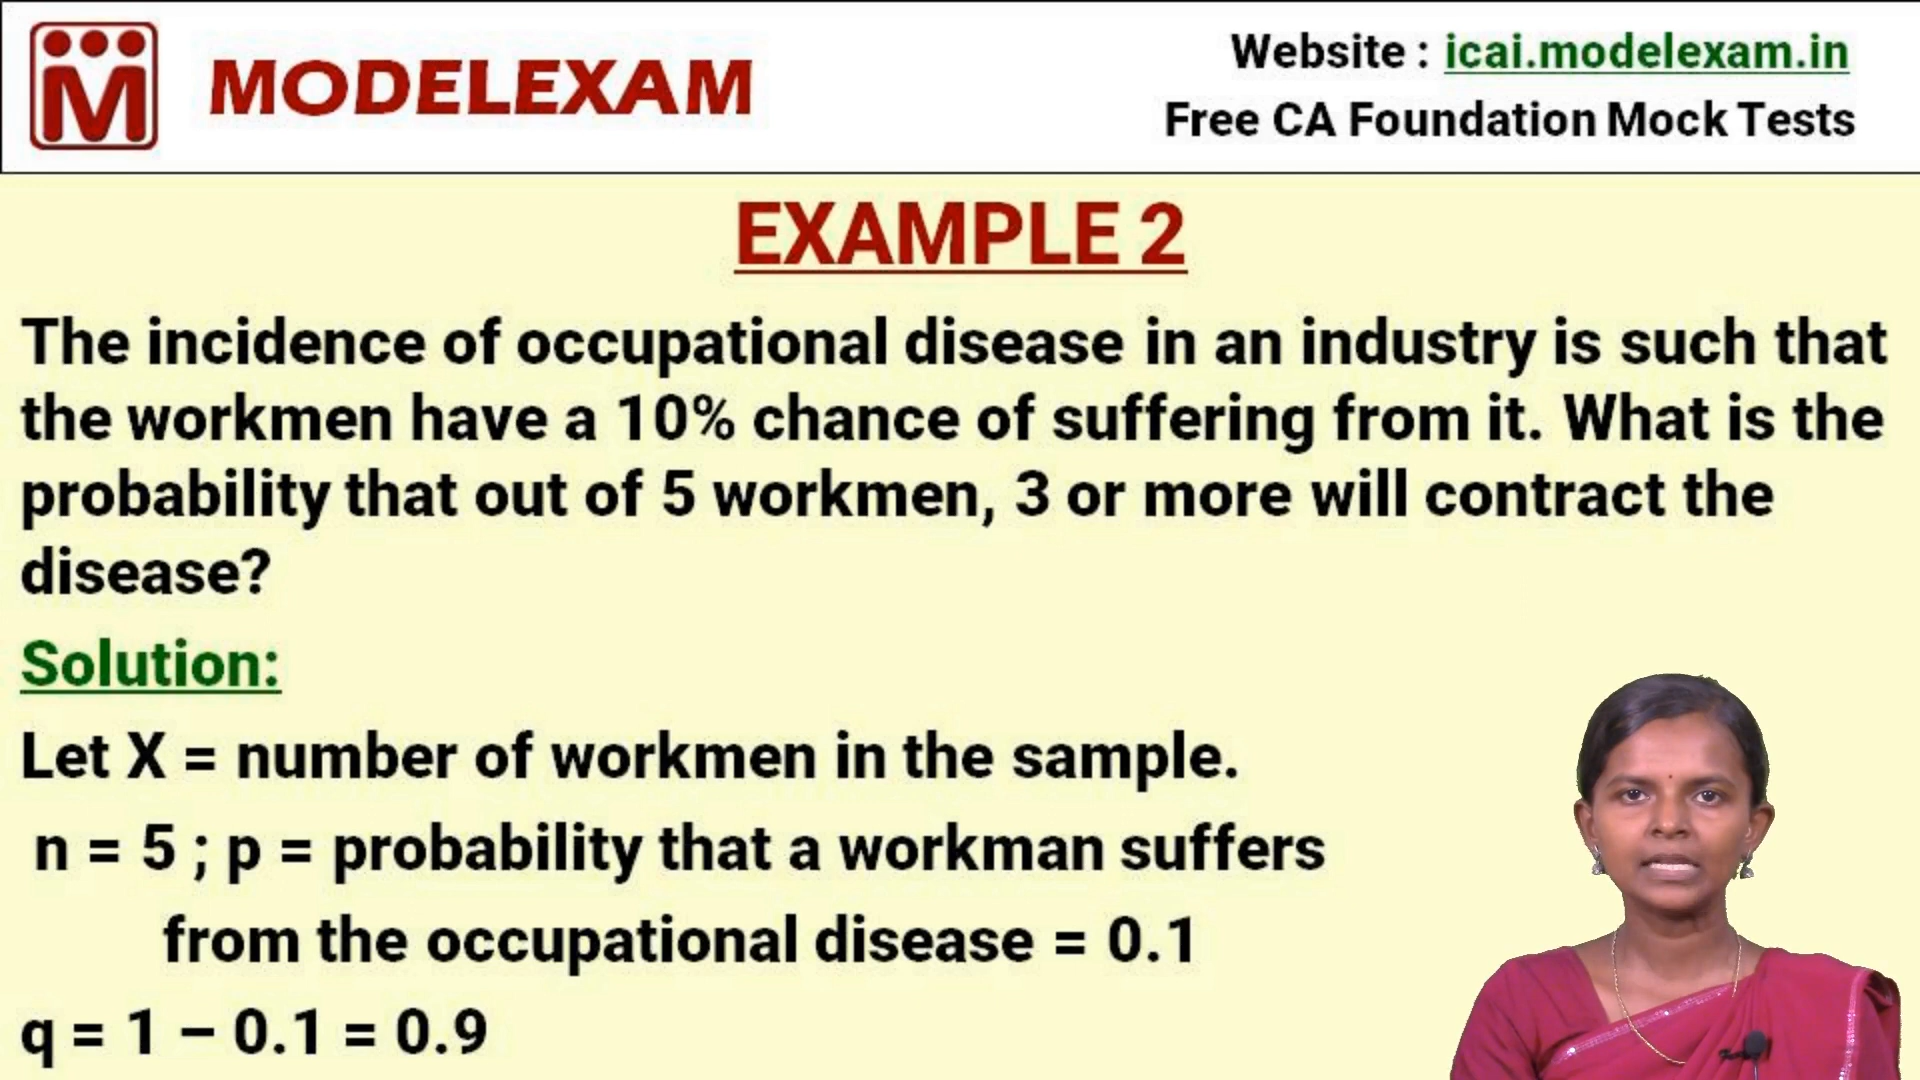 MODELEXAM
Website : icai.modelexam.in
Free CA Foundation Mock Tests
EXAMPLE 2
The incidence of occupational disease in an industry is such that
the workmen have a 10% chance of suffering from it. What is the
probability that out of 5 workmen, 3 or more will contract the
disease?
Solution:
Let X = number of workmen in the sample.
n = 5 ; p = probability that a workman suffers
from the occupational disease = 0.1
q = 1 – 0.1 = 0.9